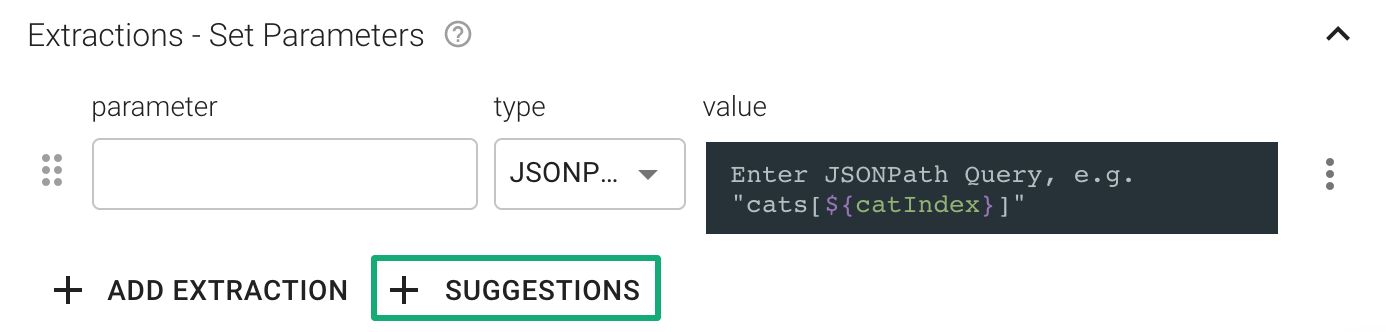 Extractions - Set Parameters ?
parameter type value
JSONP...
Enter JSONPath Query, e.g.
"cats[${catIndex}]"
+ ADD EXTRACTION + SUGGESTIONS